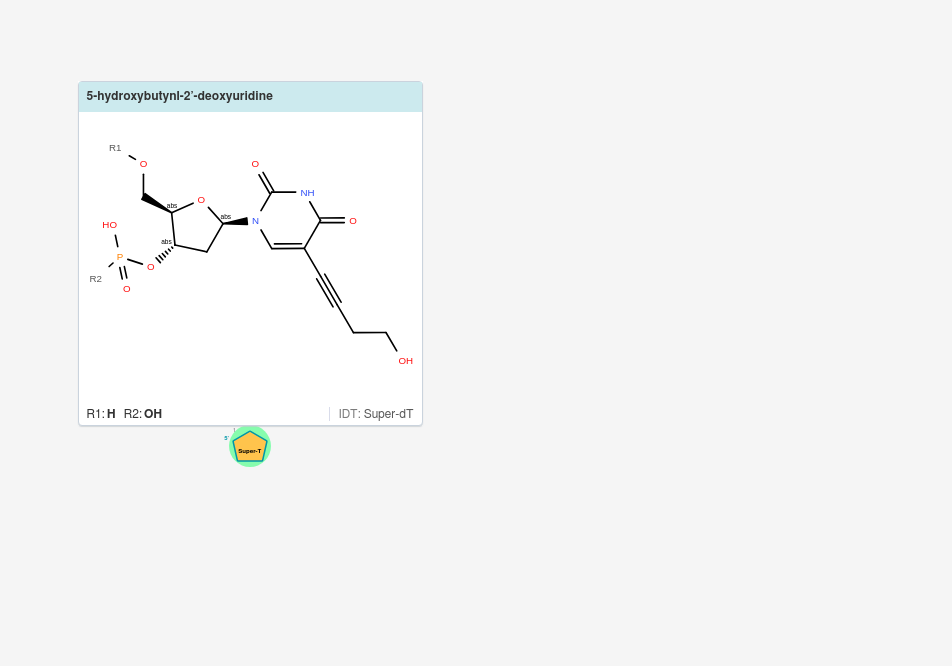 5-hydroxybutynl-2'-deoxyuridine
R1
O
O
NH
O
abs
O
abs
N
O
HO
abs
P
O
R2
O
OH
R1: H R2: OH
IDT: Super-dT
5'
Super-T